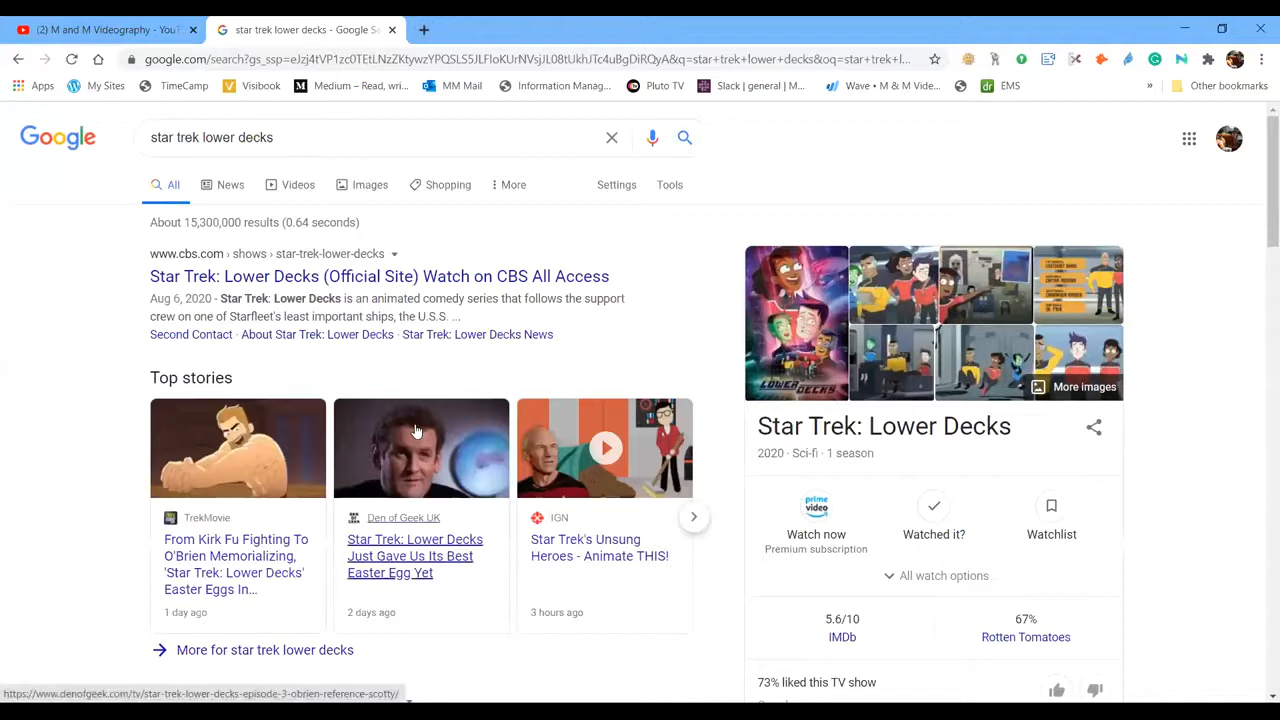 (2) M and M Videography - YouT
star trek lower decks - Google Se
google.com/search?gs_ssp=eJzj4tVP1zc0TEtLNzZKtywzYPQSLS5JLFIoKUrNVsjJL08tUkhJTc4uBgDiRQyA&q=star+trek+lower+decks&oq=star+trek+l...
Apps
My Sites
TimeCamp
Visibook
Medium – Read, wri...
MM Mail
Information Manag...
Pluto TV
Slack | general | M...
Wave • M & M Vide...
EMS
»
Other bookmarks
Google
star trek lower decks
All
News
Videos
Images
Shopping
More
Settings
Tools
About 15,300,000 results (0.64 seconds)
www.cbs.com › shows › star-trek-lower-decks
Star Trek: Lower Decks (Official Site) Watch on CBS All Access
Aug 6, 2020 - Star Trek: Lower Decks is an animated comedy series that follows the support
crew on one of Starfleet's least important ships, the U.S.S. ...
Second Contact · About Star Trek: Lower Decks · Star Trek: Lower Decks News
Top stories
TrekMovie
From Kirk Fu Fighting To
O'Brien Memorializing,
'Star Trek: Lower Decks'
Easter Eggs In...
1 day ago
DEN OF GEEK
Den of Geek UK
Star Trek: Lower Decks
Just Gave Us Its Best
Easter Egg Yet
2 days ago
IGN
Star Trek's Unsung
Heroes - Animate THIS!
3 hours ago
More for star trek lower decks
LOWER DECKS
More images
Star Trek: Lower Decks
2020 · Sci-fi · 1 season
prime video
Watch now
Premium subscription
Watched it?
Watchlist
All watch options
5.6/10
IMDb
67%
Rotten Tomatoes
73% liked this TV show
https://www.denofgeek.com/tv/star-trek-lower-decks-episode-3-obrien-reference-scotty/